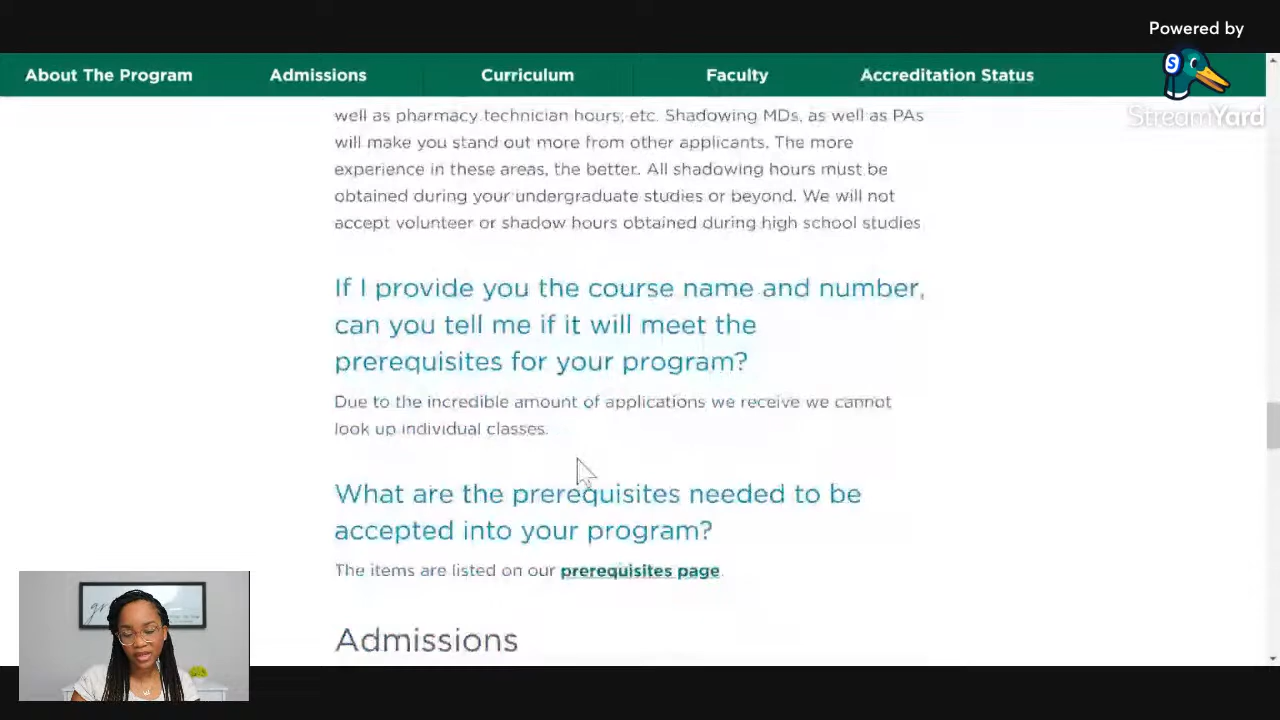 Powered by
StreamYard
About The Program
Admissions
Curriculum
Faculty
Accreditation Status
well as pharmacy technician hours, etc. Shadowing MDs, as well as PAs
will make you stand out more from other applicants. The more
experience in these areas, the better. All shadowing hours must be
obtained during your undergraduate studies or beyond. We will not
accept volunteer or shadow hours obtained during high school studies
If I provide you the course name and number,
can you tell me if it will meet the
prerequisites for your program?
Due to the incredible amount of applications we receive we cannot
look up individual classes.
What are the prerequisites needed to be
accepted into your program?
The items are listed on our prerequisites page.
Admissions